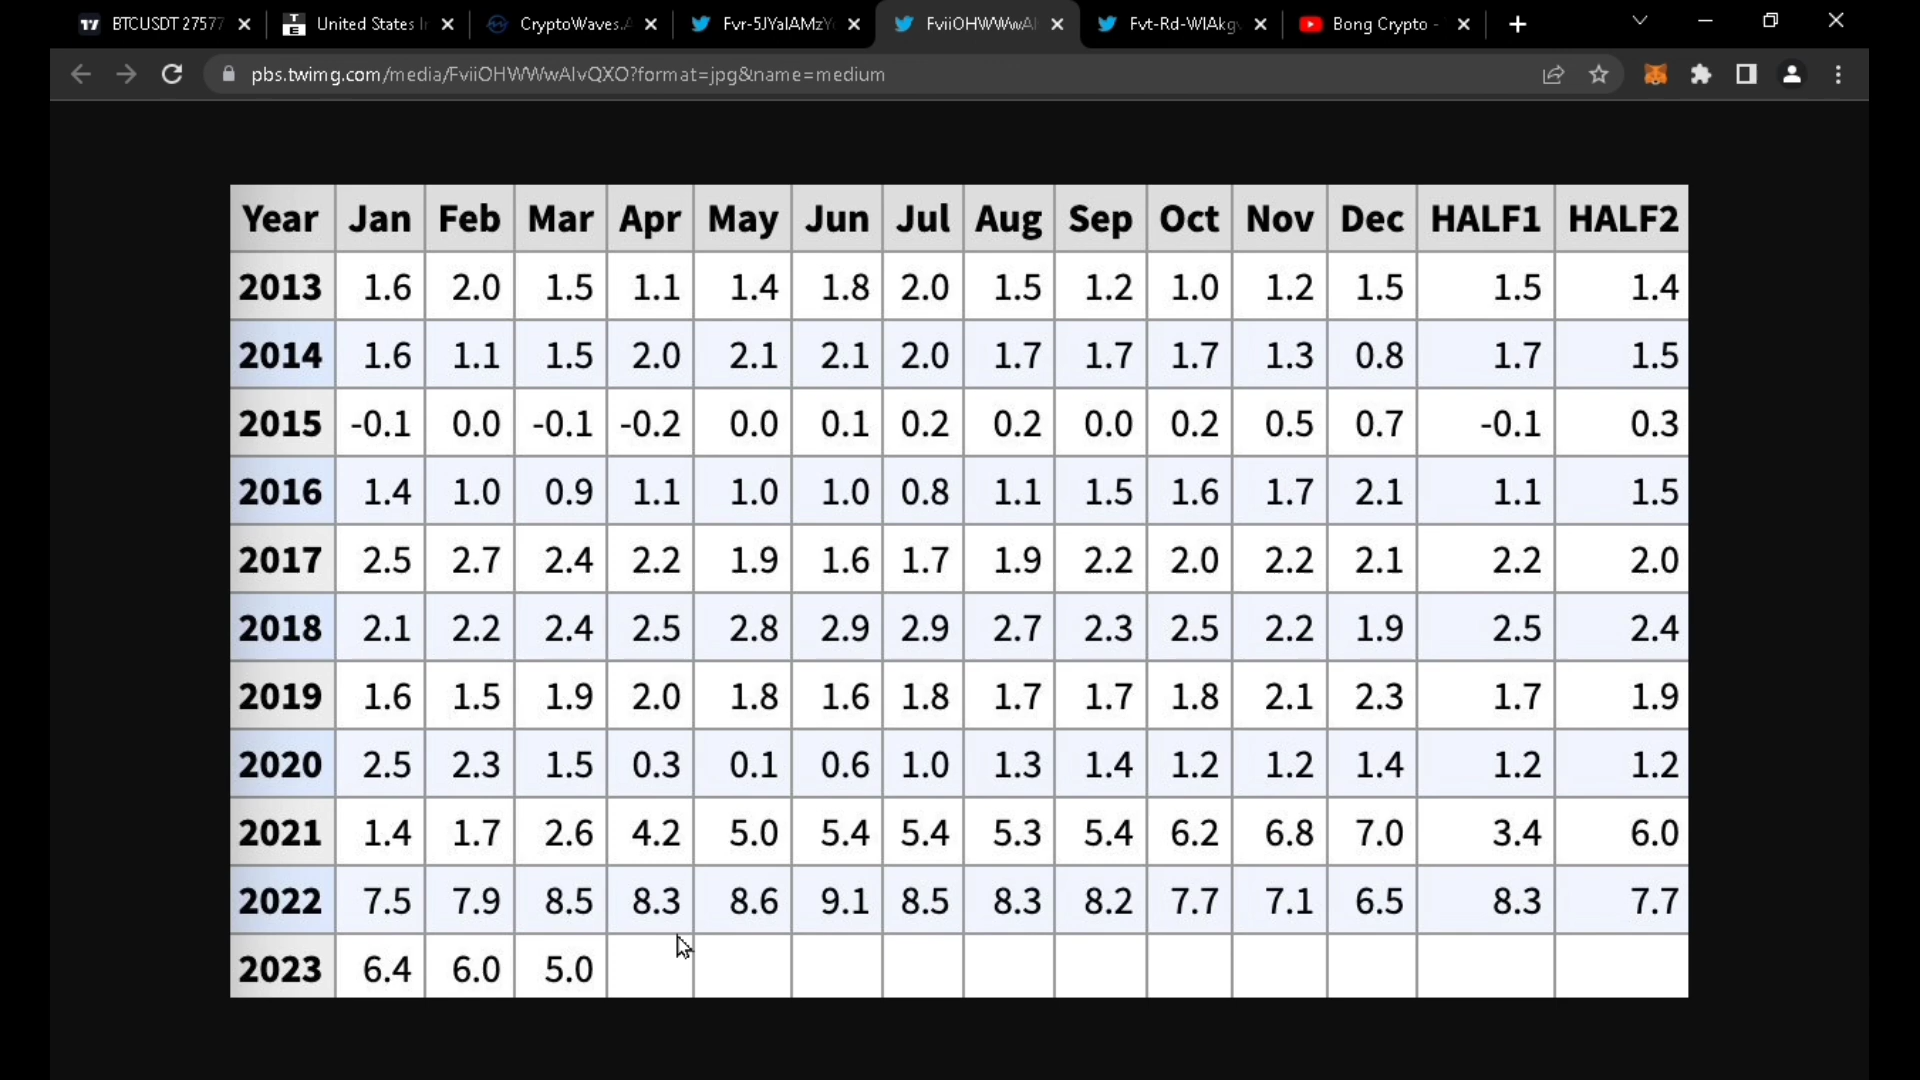 BTCUSDT 27577
United States I
CryptoWaves.A
Fvr-5JYaIAMzY
FviiOHWWwAI
Fvt-Rd-WIAkg
Bong Crypto -
pbs.twimg.com/media/FviiOHWWwAIvQXO?format=jpg&name=medium
Year Jan Feb Mar Apr May Jun Jul Aug Sep Oct Nov Dec HALF1 HALF2
2013 1.6 2.0 1.5 1.1 1.4 1.8 2.0 1.5 1.2 1.0 1.2 1.5 1.5 1.4
2014 1.6 1.1 1.5 2.0 2.1 2.1 2.0 1.7 1.7 1.7 1.3 0.8 1.7 1.5
2015 -0.1 0.0 -0.1 -0.2 0.0 0.1 0.2 0.2 0.0 0.2 0.5 0.7 -0.1 0.3
2016 1.4 1.0 0.9 1.1 1.0 1.0 0.8 1.1 1.5 1.6 1.7 2.1 1.1 1.5
2017 2.5 2.7 2.4 2.2 1.9 1.6 1.7 1.9 2.2 2.0 2.2 2.1 2.2 2.0
2018 2.1 2.2 2.4 2.5 2.8 2.9 2.9 2.7 2.3 2.5 2.2 1.9 2.5 2.4
2019 1.6 1.5 1.9 2.0 1.8 1.6 1.8 1.7 1.7 1.8 2.1 2.3 1.7 1.9
2020 2.5 2.3 1.5 0.3 0.1 0.6 1.0 1.3 1.4 1.2 1.2 1.4 1.2 1.2
2021 1.4 1.7 2.6 4.2 5.0 5.4 5.4 5.3 5.4 6.2 6.8 7.0 3.4 6.0
2022 7.5 7.9 8.5 8.3 8.6 9.1 8.5 8.3 8.2 7.7 7.1 6.5 8.3 7.7
2023 6.4 6.0 5.0